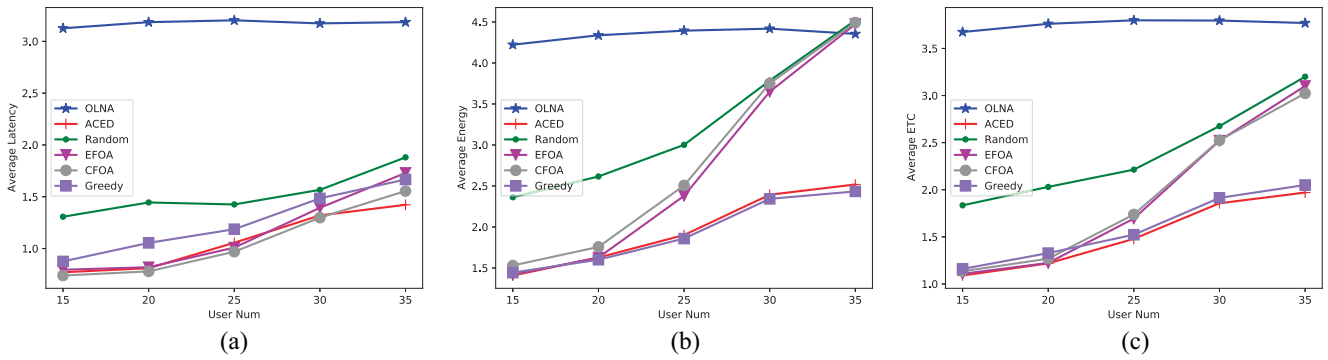 3.0
2.5
2.0
1.5
1.0
Average Latency
OLNA
ACED
Random
EFOA
CFOA
Greedy
15 20 25 30 35
User Num
(a)
4.5
4.0
3.5
3.0
2.5
2.0
1.5
Average Energy
OLNA
ACED
Random
EFOA
CFOA
Greedy
15 20 25 30 35
User Num
(b)
3.5
3.0
2.5
2.0
1.5
1.0
Average ETC
OLNA
ACED
Random
EFOA
CFOA
Greedy
15 20 25 30 35
User Num
(c)